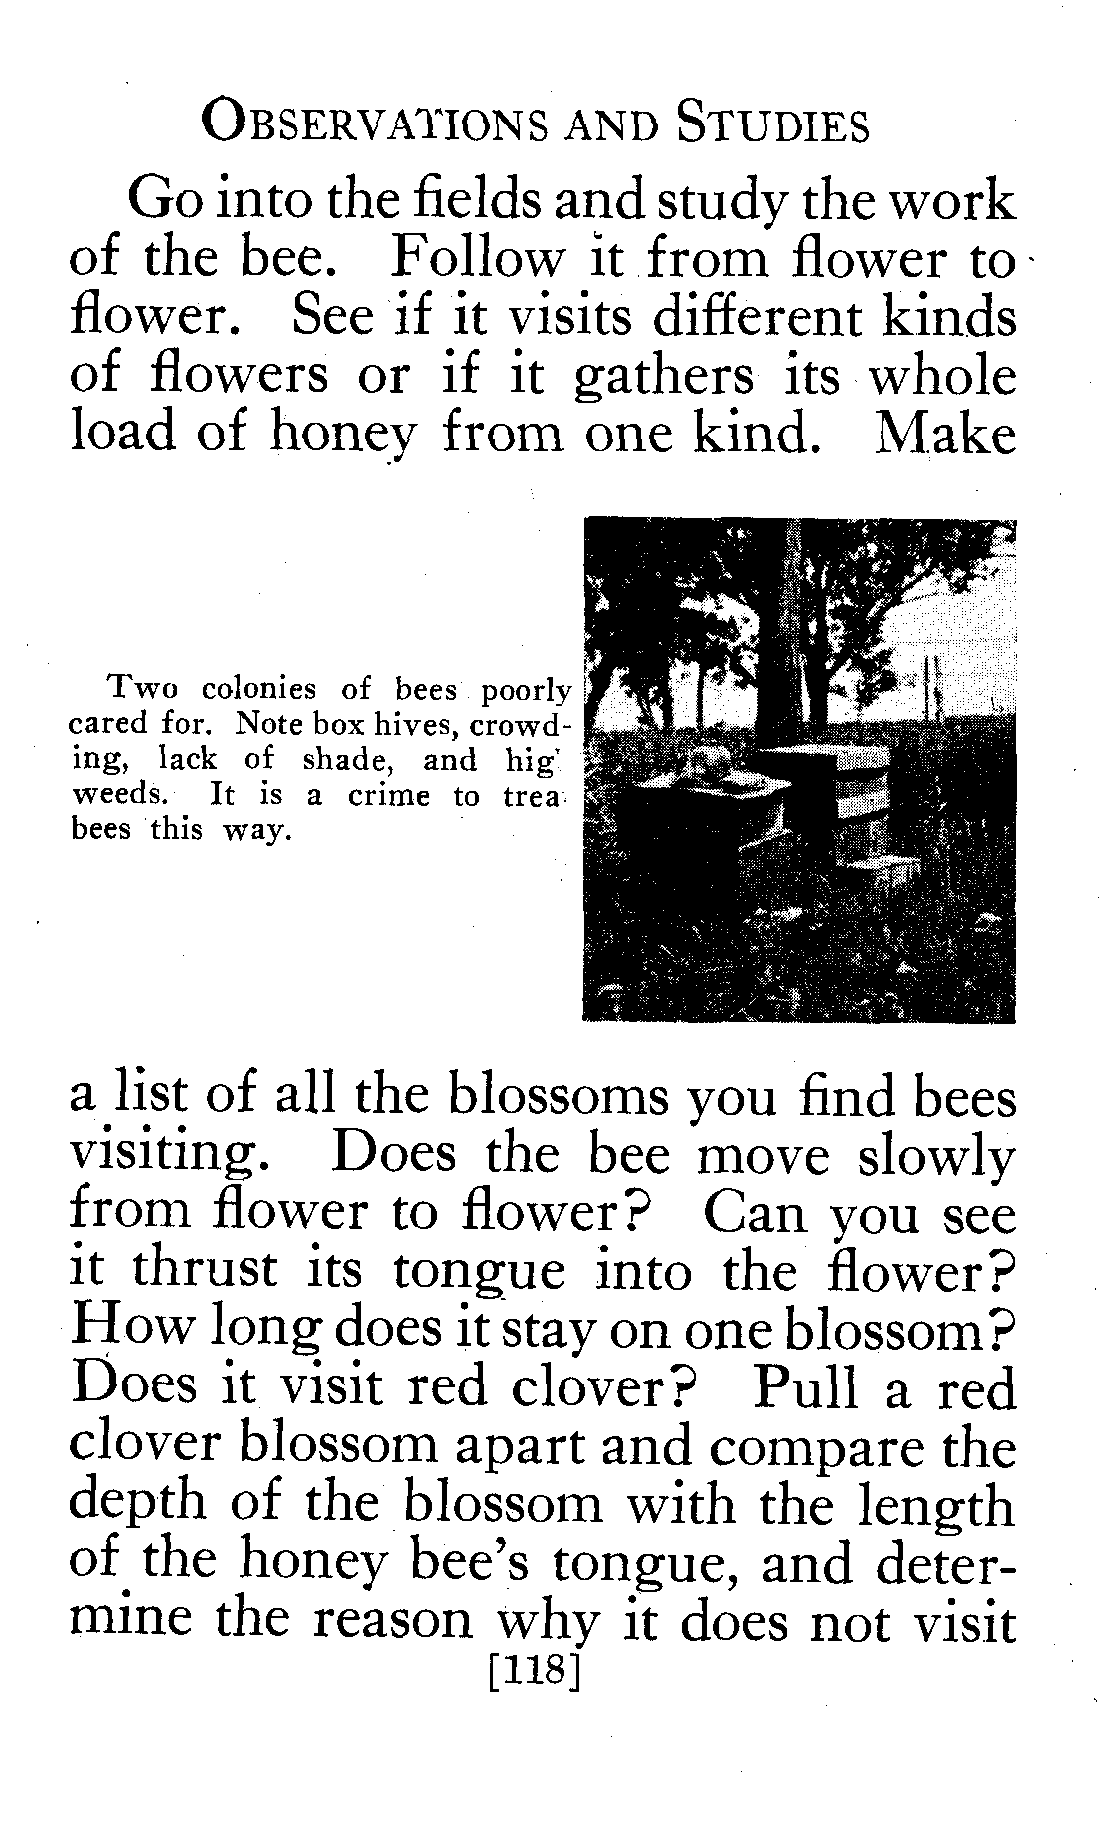 OBSERVATIONS AND STUDIES
Go into the fields and study the work
of the bee. Follow it from flower to
flower. See if it visits different kinds
of flowers or if it gathers its whole
load of honey from one kind. Make
Two colonies of bees poorly
cared for. Note box hives, crowd-
ing, lack of shade, and hig
weeds. It is a crime to trea
bees this way.
a list of all the blossoms you find bees
visiting. Does the bee move slowly
from flower to flower? Can you see
it thrust its tongue into the flower?
How long does it stay on one blossom?
Does it visit red clover? Pull a red
clover blossom apart and compare the
depth of the blossom with the length
of the honey bee's tongue, and deter-
mine the reason why it does not visit
[118]